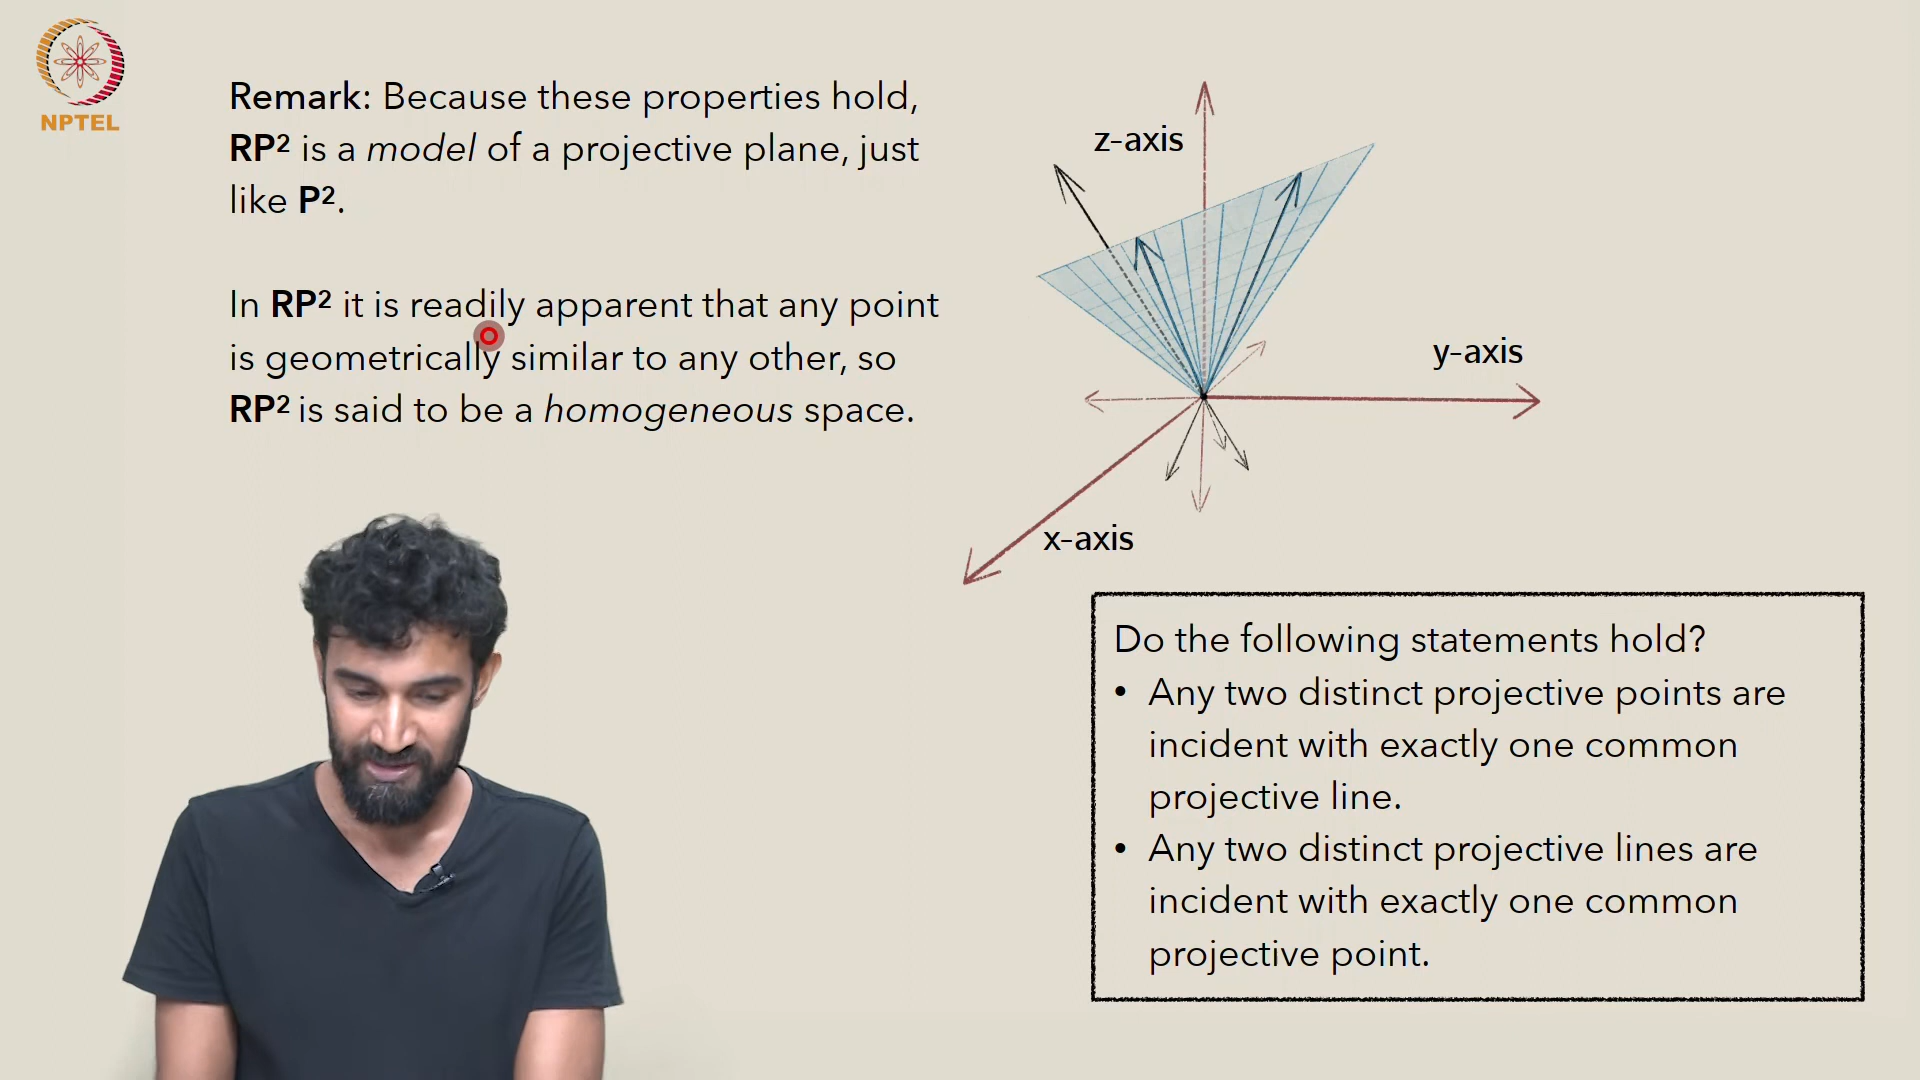 NPTEL
Remark: Because these properties hold,
RP² is a model of a projective plane, just
like P².
In RP² it is readily apparent that any point
is geometrically similar to any other, so
RP² is said to be a homogeneous space.
z-axis
y-axis
x-axis
Do the following statements hold?
• Any two distinct projective points are
incident with exactly one common
projective line.
• Any two distinct projective lines are
incident with exactly one common
projective point.